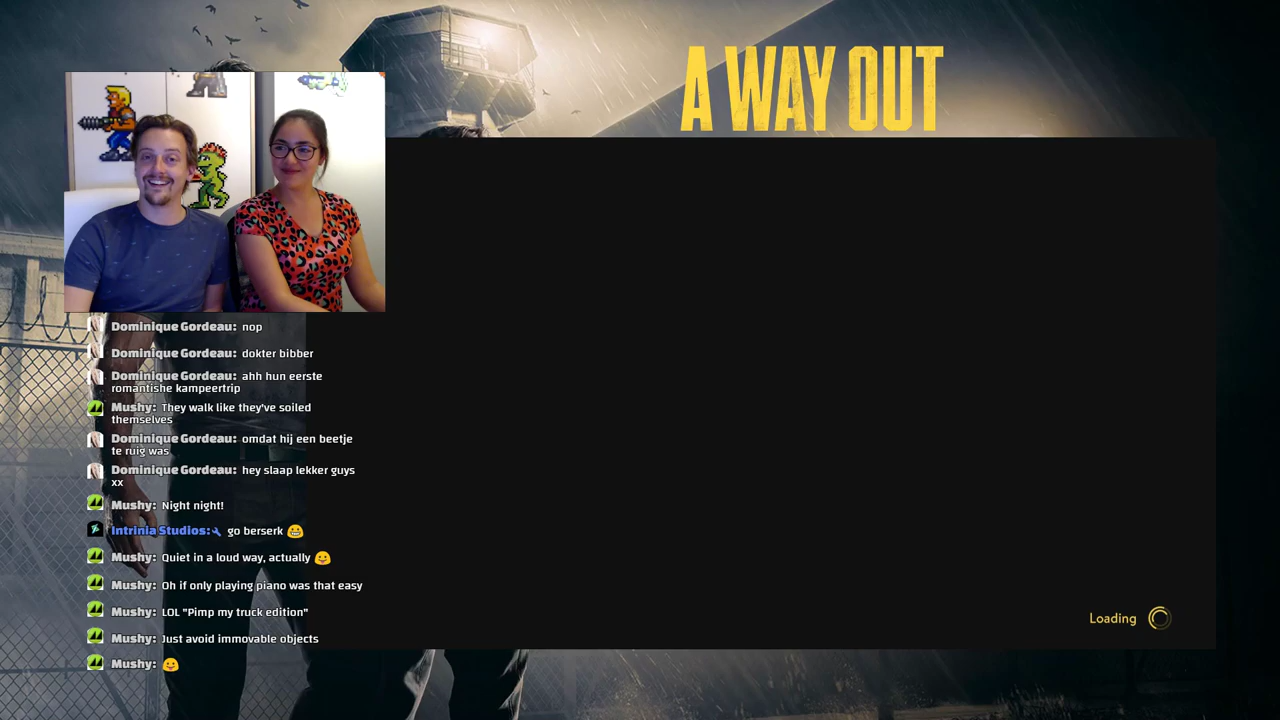 A WAY OUT
Dominique Gordeau: nop
Dominique Gordeau: dokter bibber
Dominique Gordeau: ahh hun eerste
romantishe kampeertrip
Mushy: They walk like they've soiled
themselves
Dominique Gordeau: omdat hij een beetje
te ruig was
Dominique Gordeau: hey slaap lekker guys
xx
Mushy: Night night!
Intrinia Studios: go berserk 😀
Mushy: Quiet in a loud way, actually 😛
Mushy: Oh if only playing piano was that easy
Mushy: LOL "Pimp my truck edition"
Mushy: Just avoid immovable objects
Mushy: 😛
Loading